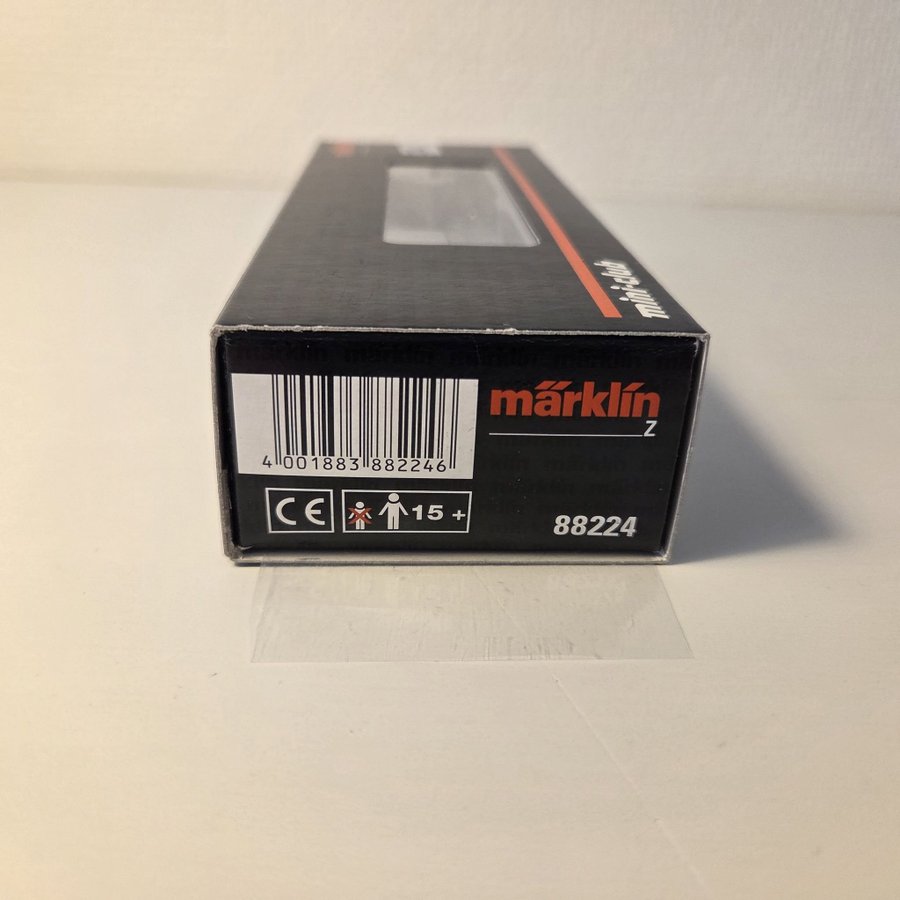 mini-club
märklin
Z
4 001883 882246
CE
15 +
88224